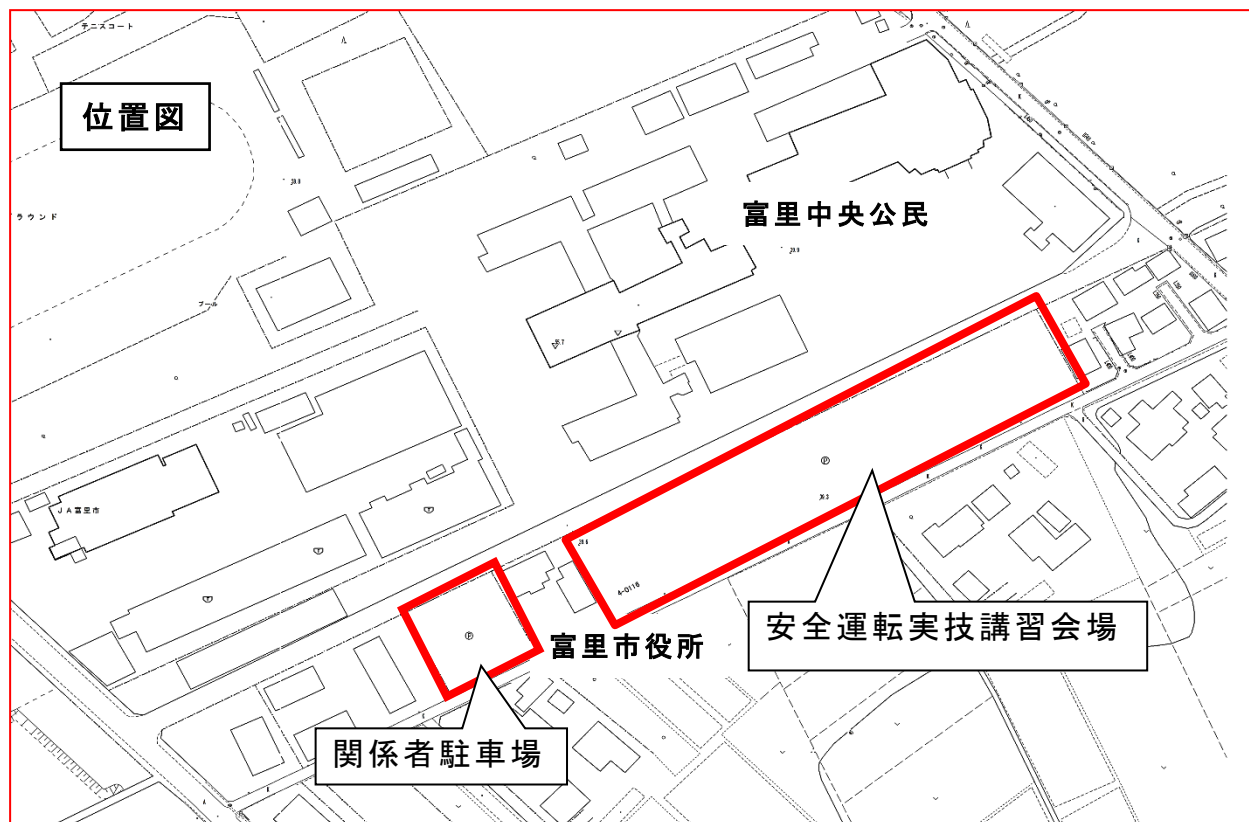 テニスコート
位置図
ラウンド
富里中央公民
プール
JA富里市
4-0116
安全運転実技講習会場
富里市役所
関係者駐車場